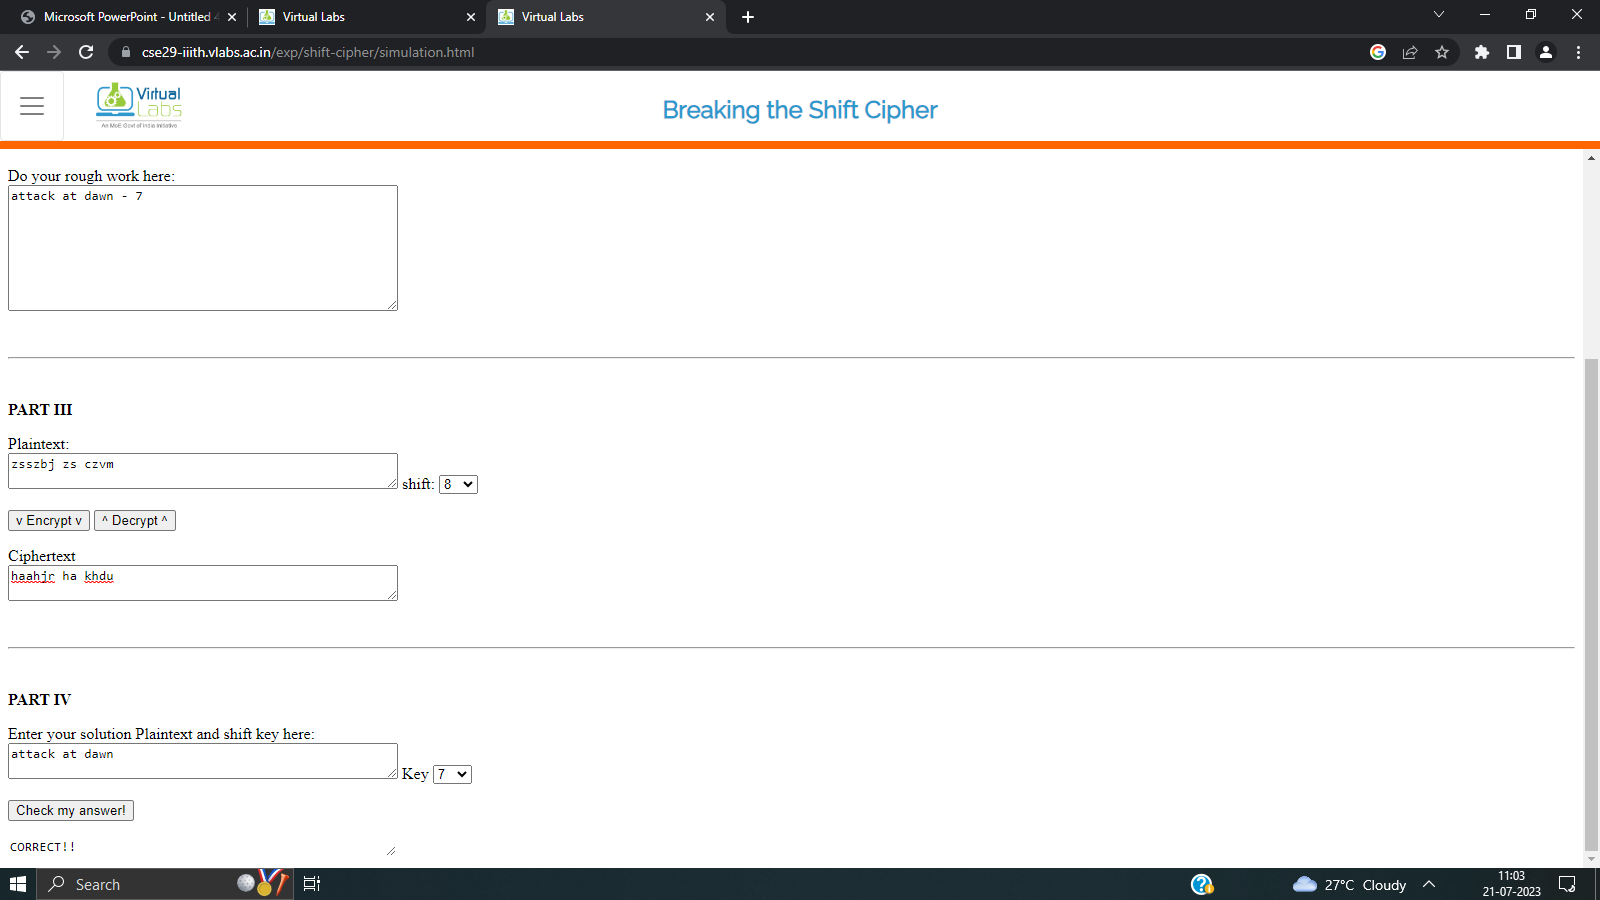 Microsoft PowerPoint - Untitled
Virtual Labs
Virtual Labs
cse29-iiith.vlabs.ac.in/exp/shift-cipher/simulation.html
Virtual
Labs
An MoE Govt of India Initiative
Breaking the Shift Cipher
Do your rough work here:
attack at dawn - 7
PART III
Plaintext:
zsszbj zs czvm
shift: 8
v Encrypt v ^ Decrypt ^
Ciphertext
haahjr ha khdu
PART IV
Enter your solution Plaintext and shift key here:
attack at dawn
Key 7
Check my answer!
CORRECT!!
Search
27°C Cloudy
11:03
21-07-2023